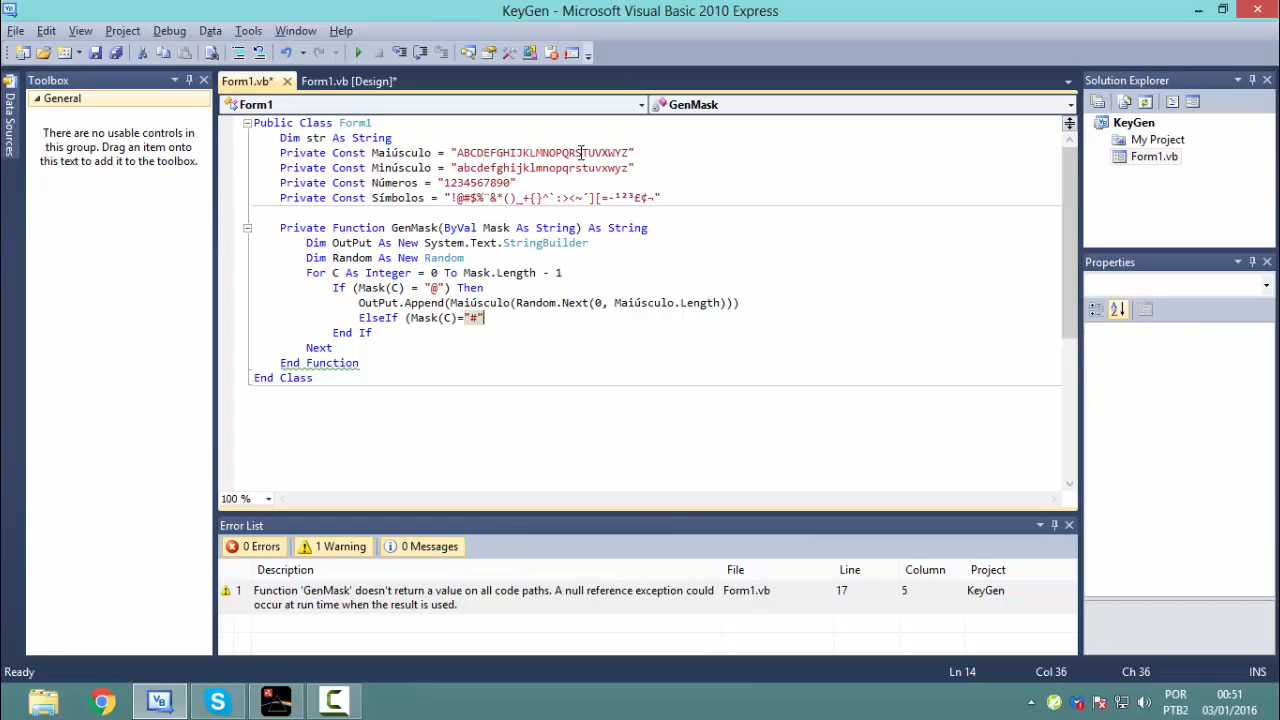 KeyGen - Microsoft Visual Basic 2010 Express
File Edit View Project Debug Data Tools Window Help
Toolbox
General
There are no usable controls in
this group. Drag an item onto
this text to add it to the toolbox.
Data Sources
Form1.vb* Form1.vb [Design]*
Form1 GenMask
Public Class Form1
Dim str As String
Private Const Maiúsculo = "ABCDEFGHIJKLMNOPQRSTUVXWYZ"
Private Const Minúsculo = "abcdefghijklmnopqrstuvxwyz"
Private Const Números = "1234567890"
Private Const Símbolos = "!@#$%¨&*()_+{}^`:><~´][=-¹²³£¢¬"
Private Function GenMask(ByVal Mask As String) As String
Dim OutPut As New System.Text.StringBuilder
Dim Random As New Random
For C As Integer = 0 To Mask.Length - 1
If (Mask(C) = "@") Then
OutPut.Append(Maiúsculo(Random.Next(0, Maiúsculo.Length)))
ElseIf (Mask(C)="#"
End If
Next
End Function
End Class
100 %
Error List
0 Errors 1 Warning 0 Messages
Description File Line Column Project
1 Function 'GenMask' doesn't return a value on all code paths. A null reference exception could Form1.vb 17 5 KeyGen
occur at run time when the result is used.
Solution Explorer
KeyGen
My Project
Form1.vb
Properties
Ready Ln 14 Col 36 Ch 36 INS
POR 00:51
PTB2 03/01/2016